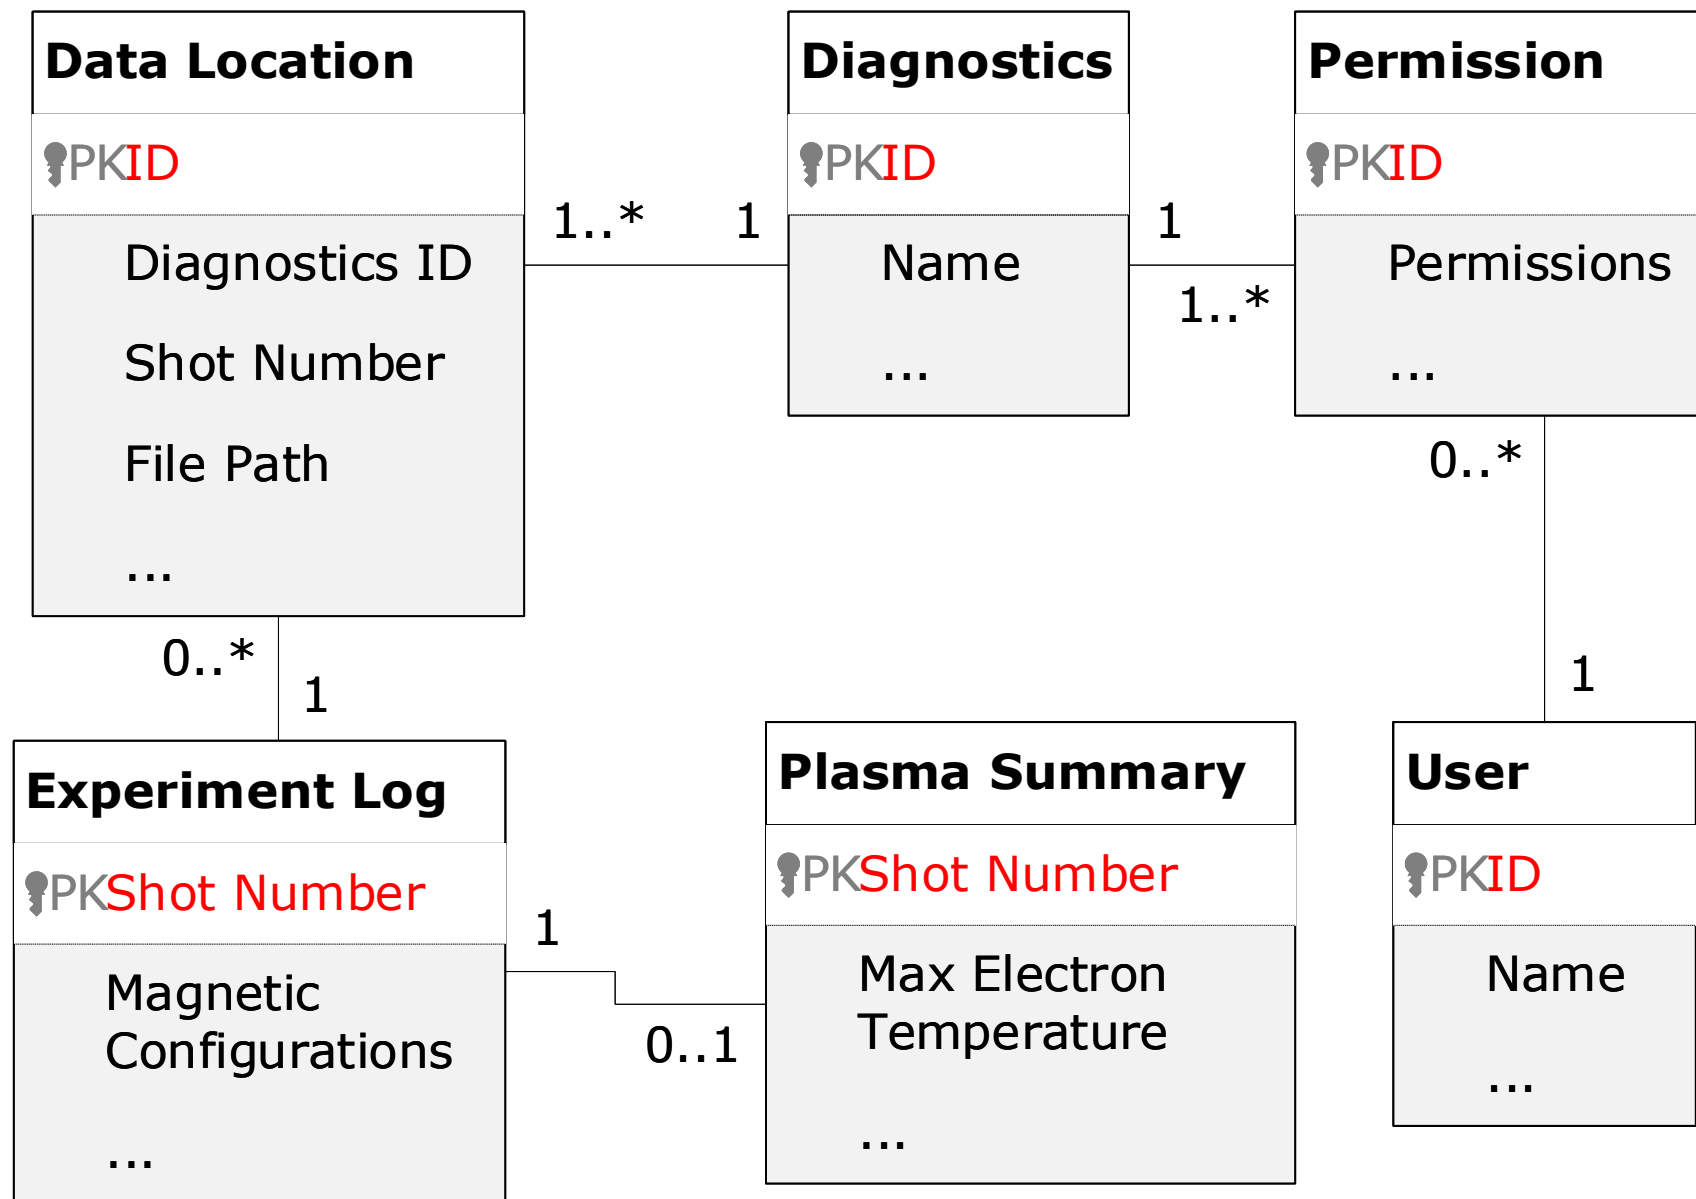 Data Location
PKID
Diagnostics ID
Shot Number
File Path
...
Diagnostics
PKID
Name
...
Permission
PKID
Permissions
...
1..*
1
1
1..*
0..*
1
0..*
1
Experiment Log
PKShot Number
Magnetic
Configurations
...
1
0..1
Plasma Summary
PKShot Number
Max Electron
Temperature
...
User
PKID
Name
...